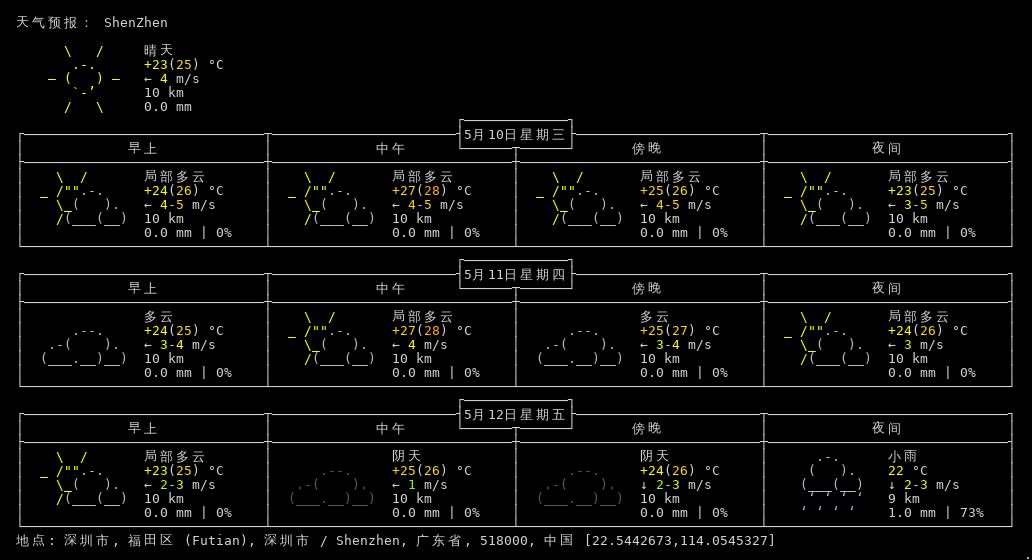 天气预报： ShenZhen
晴天
+23(25) °C
← 4 m/s
10 km
0.0 mm
5月10日星期三
早上 中午 傍晚 夜间
局部多云 局部多云 局部多云 局部多云
+24(26) °C +27(28) °C +25(26) °C +23(25) °C
← 4-5 m/s ← 4-5 m/s ← 4-5 m/s ← 3-5 m/s
10 km 10 km 10 km 10 km
0.0 mm | 0% 0.0 mm | 0% 0.0 mm | 0% 0.0 mm | 0%
5月11日星期四
早上 中午 傍晚 夜间
多云 局部多云 多云 局部多云
+24(25) °C +27(28) °C +25(27) °C +24(26) °C
← 3-4 m/s ← 4 m/s ← 3-4 m/s ← 3 m/s
10 km 10 km 10 km 10 km
0.0 mm | 0% 0.0 mm | 0% 0.0 mm | 0% 0.0 mm | 0%
5月12日星期五
早上 中午 傍晚 夜间
局部多云 阴天 阴天 小雨
+23(25) °C +25(26) °C +24(26) °C 22 °C
← 2-3 m/s ← 1 m/s ↓ 2-3 m/s ↓ 2-3 m/s
10 km 10 km 10 km 9 km
0.0 mm | 0% 0.0 mm | 0% 0.0 mm | 0% 1.0 mm | 73%
地点: 深圳市, 福田区 (Futian), 深圳市 / Shenzhen, 广东省, 518000, 中国 [22.5442673,114.0545327]